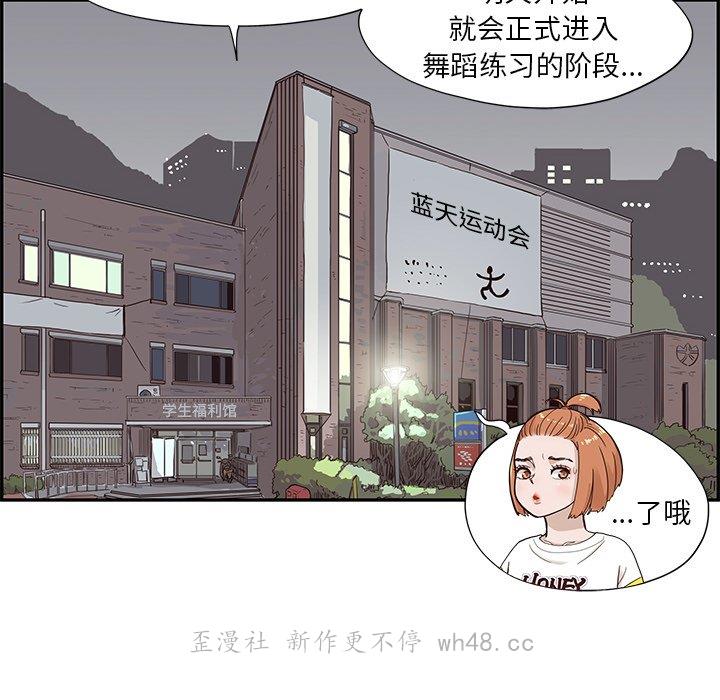 就会正式进入
舞蹈练习的阶段...
蓝天运动会
学生福利馆
...了哦
HONEY
歪漫社 新作更不停 wh48.cc